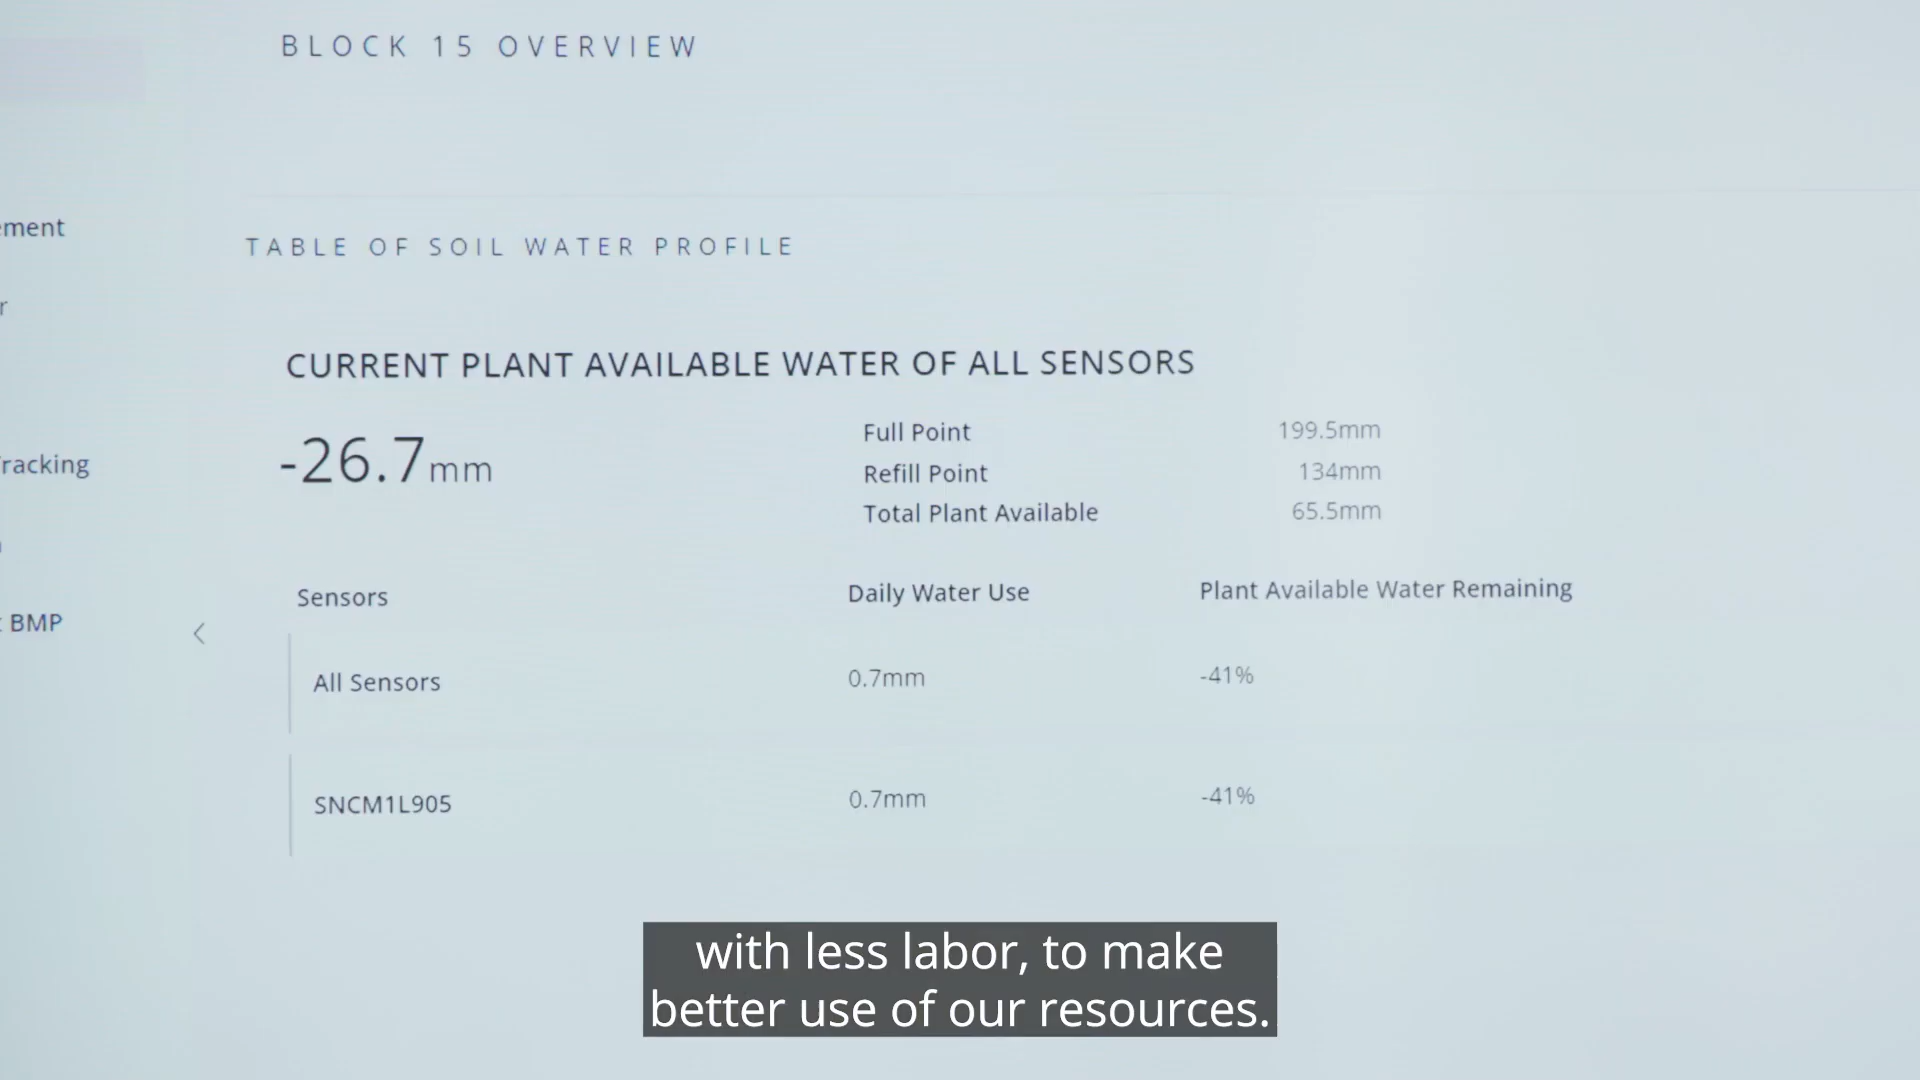 BLOCK 15 OVERVIEW
TABLE OF SOIL WATER PROFILE
CURRENT PLANT AVAILABLE WATER OF ALL SENSORS
-26.7mm
Full Point 199.5mm
Refill Point 134mm
Total Plant Available 65.5mm
Sensors Daily Water Use Plant Available Water Remaining
All Sensors 0.7mm -41%
SNCM1L905 0.7mm -41%
ement
r
racking
BMP
with less labor, to make
better use of our resources.